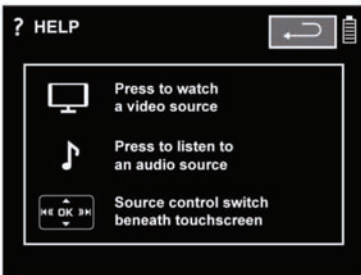 ? HELP
Press to watch
a video source
Press to listen to
an audio source
OK
Source control switch
beneath touchscreen